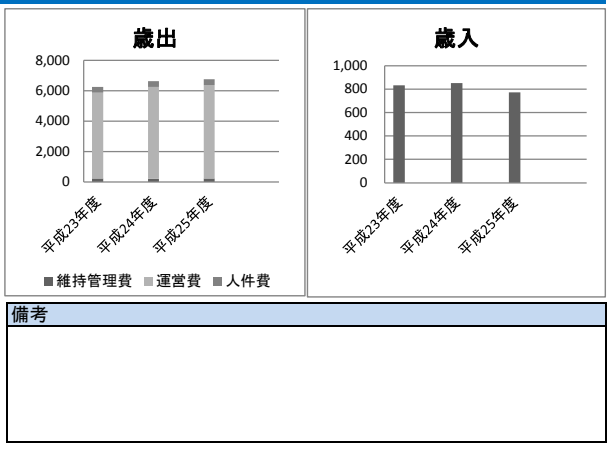 歳出
8,000
6,000
4,000
2,000
0
平成23年度
平成24年度
平成25年度
■維持管理費 ■運営費 ■人件費
歳入
1,000
800
600
400
200
0
平成23年度
平成24年度
平成25年度
備考